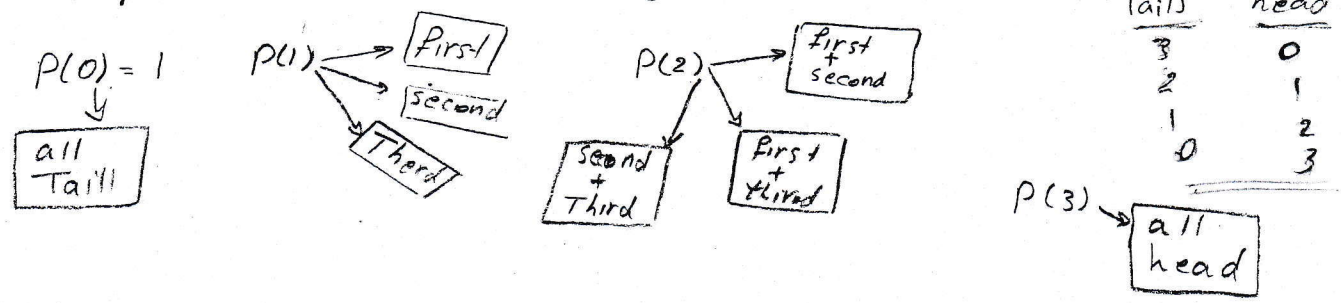 Tails head
3 0
2 1
1 2
0 3
P(0) = 1
all
Taill
P(1)
first
second
Therd
P(2)
first
+
second
second
+
Third
first
+
third
P(3)
all
head